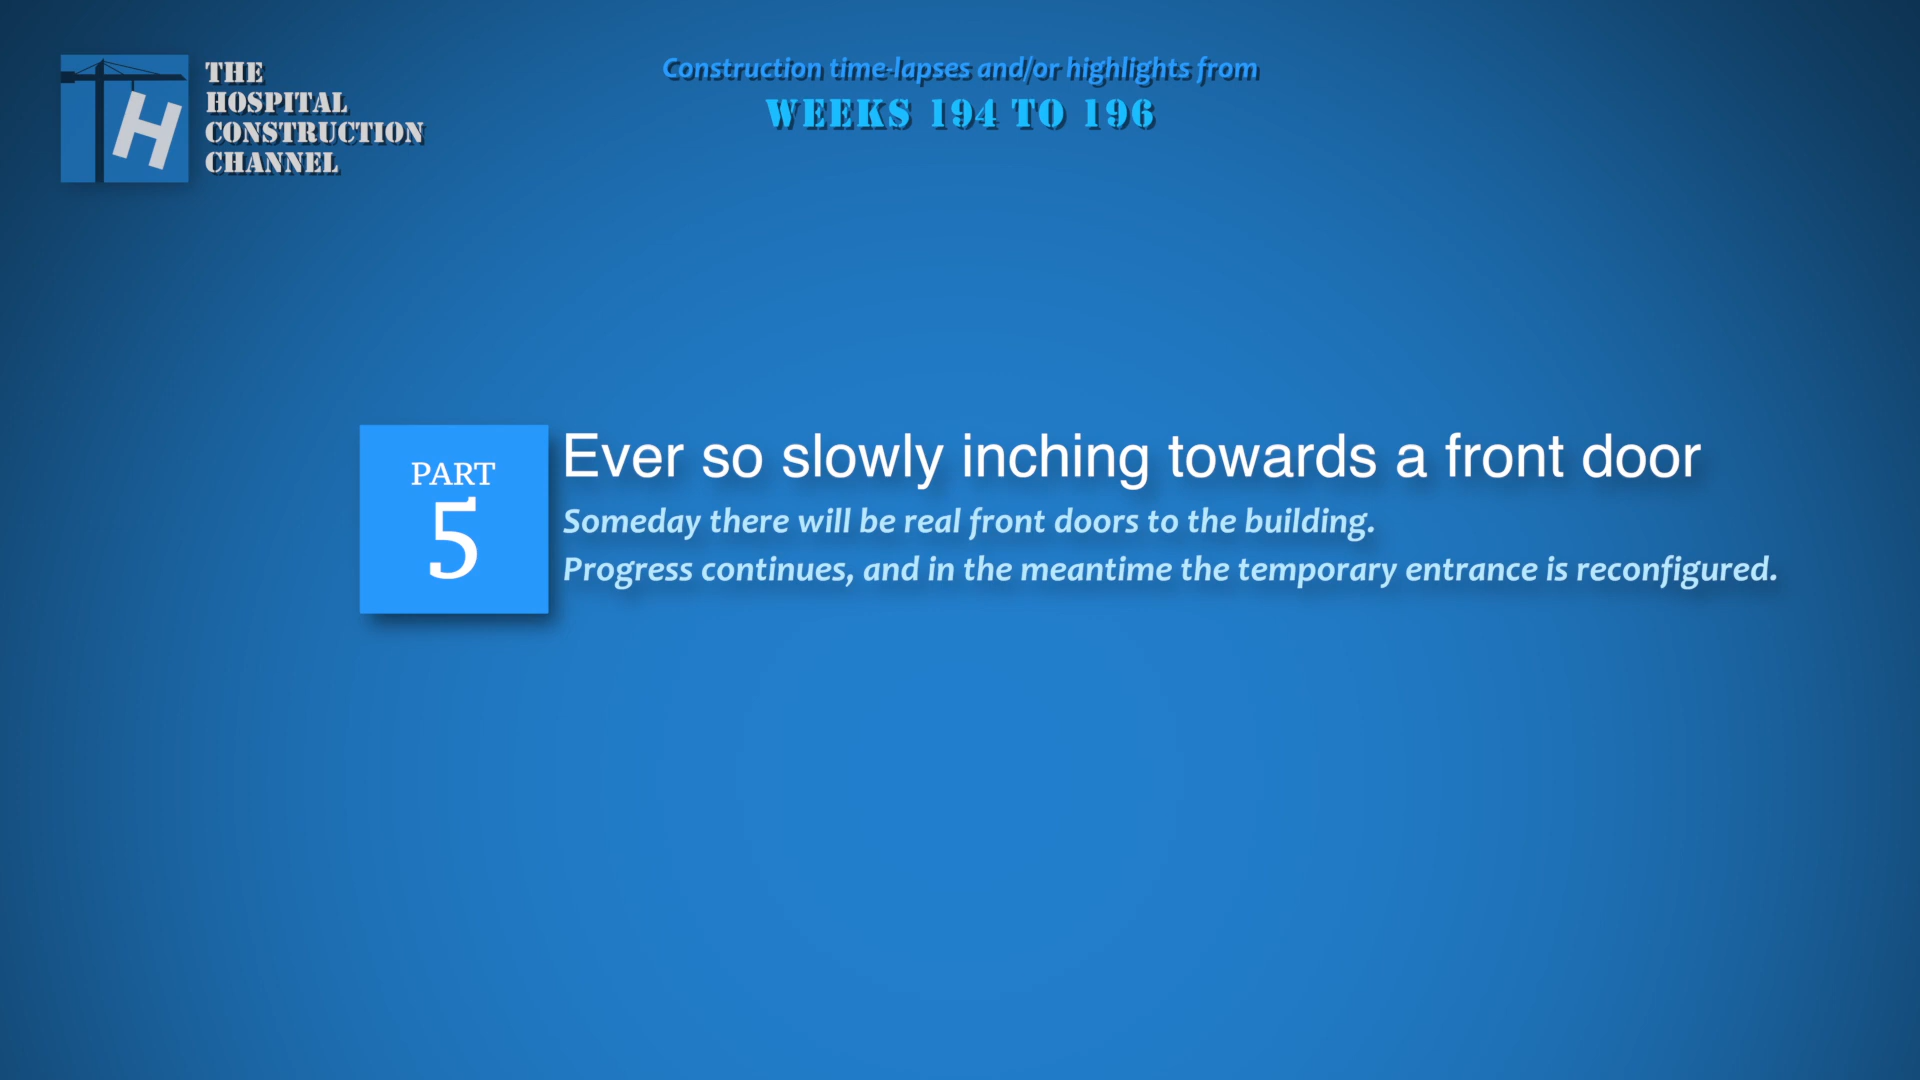 THE
HOSPITAL
CONSTRUCTION
CHANNEL
Construction time-lapses and/or highlights from
WEEKS 194 TO 196
PART
5
Ever so slowly inching towards a front door
Someday there will be real front doors to the building.
Progress continues, and in the meantime the temporary entrance is reconfigured.
H